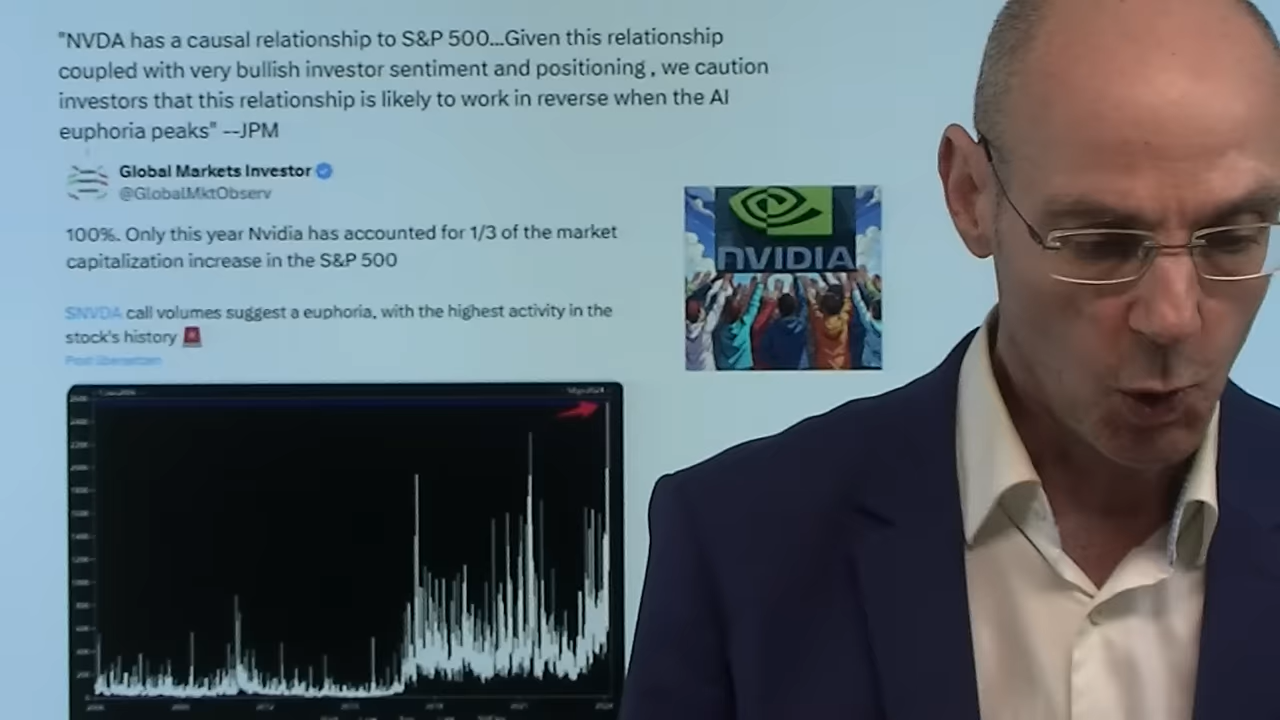 "NVDA has a causal relationship to S&P 500...Given this relationship
coupled with very bullish investor sentiment and positioning , we caution
investors that this relationship is likely to work in reverse when the AI
euphoria peaks" --JPM
Global Markets Investor
@GlobalMktObserv
100%. Only this year Nvidia has accounted for 1/3 of the market
capitalization increase in the S&P 500
$NVDA call volumes suggest a euphoria, with the highest activity in the
stock's history
NVIDIA